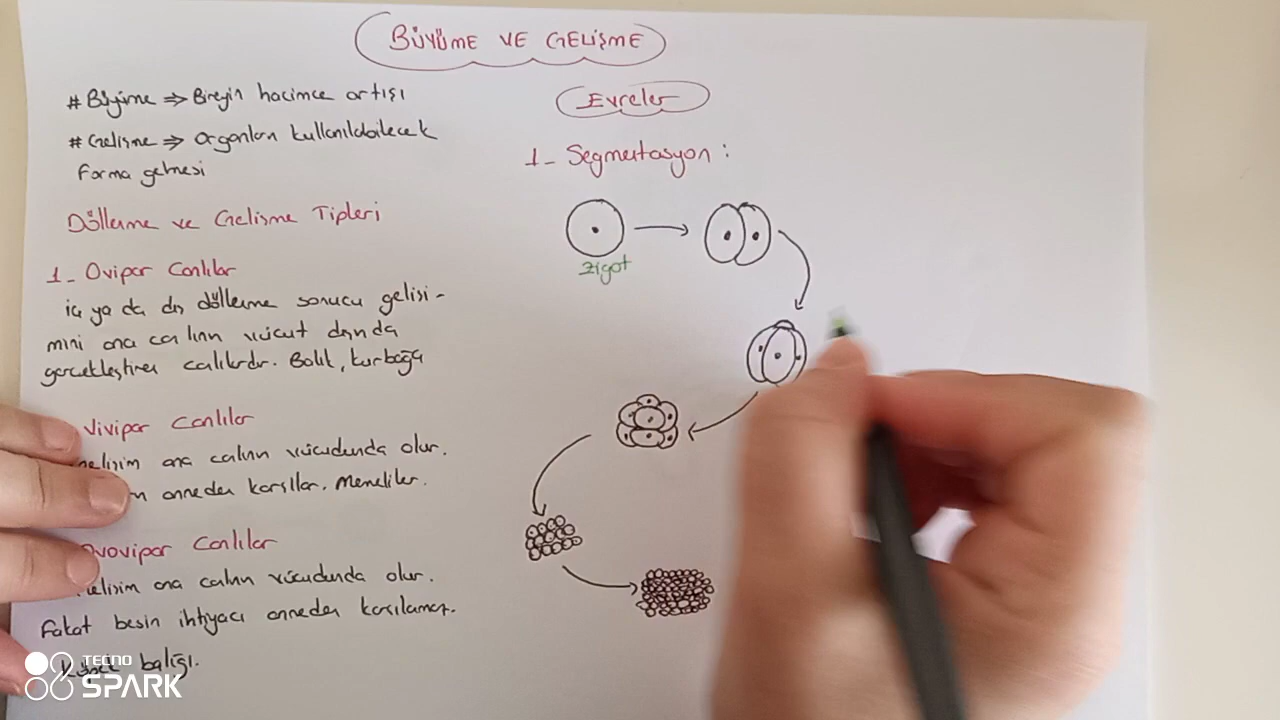 BÜYÜME VE GELİŞME
# Büyüme ⇒ Bireyin hacimce artışı
# Gelişme ⇒ Organların kullanılabilecek
forma gelmesi
Döllenme ve Gelişme Tipleri
1- Ovipar Canlılar
iç ya da dış döllenme sonucu gelişi-
mini ana canlının vücut dışında
gerçekleştiren canlılardır. Balık, kurbağa
Vivipar Canlılar
ana canlının vücudunda olur.
anneden karşılar. Memeliler.
Ovovipar Canlılar
ana canlının vücudunda olur.
Fakat besin ihtiyacı anneden karşılamaz.
balığı.
Evreler
1- Segmentasyon :
zigot
TECNO
SPARK